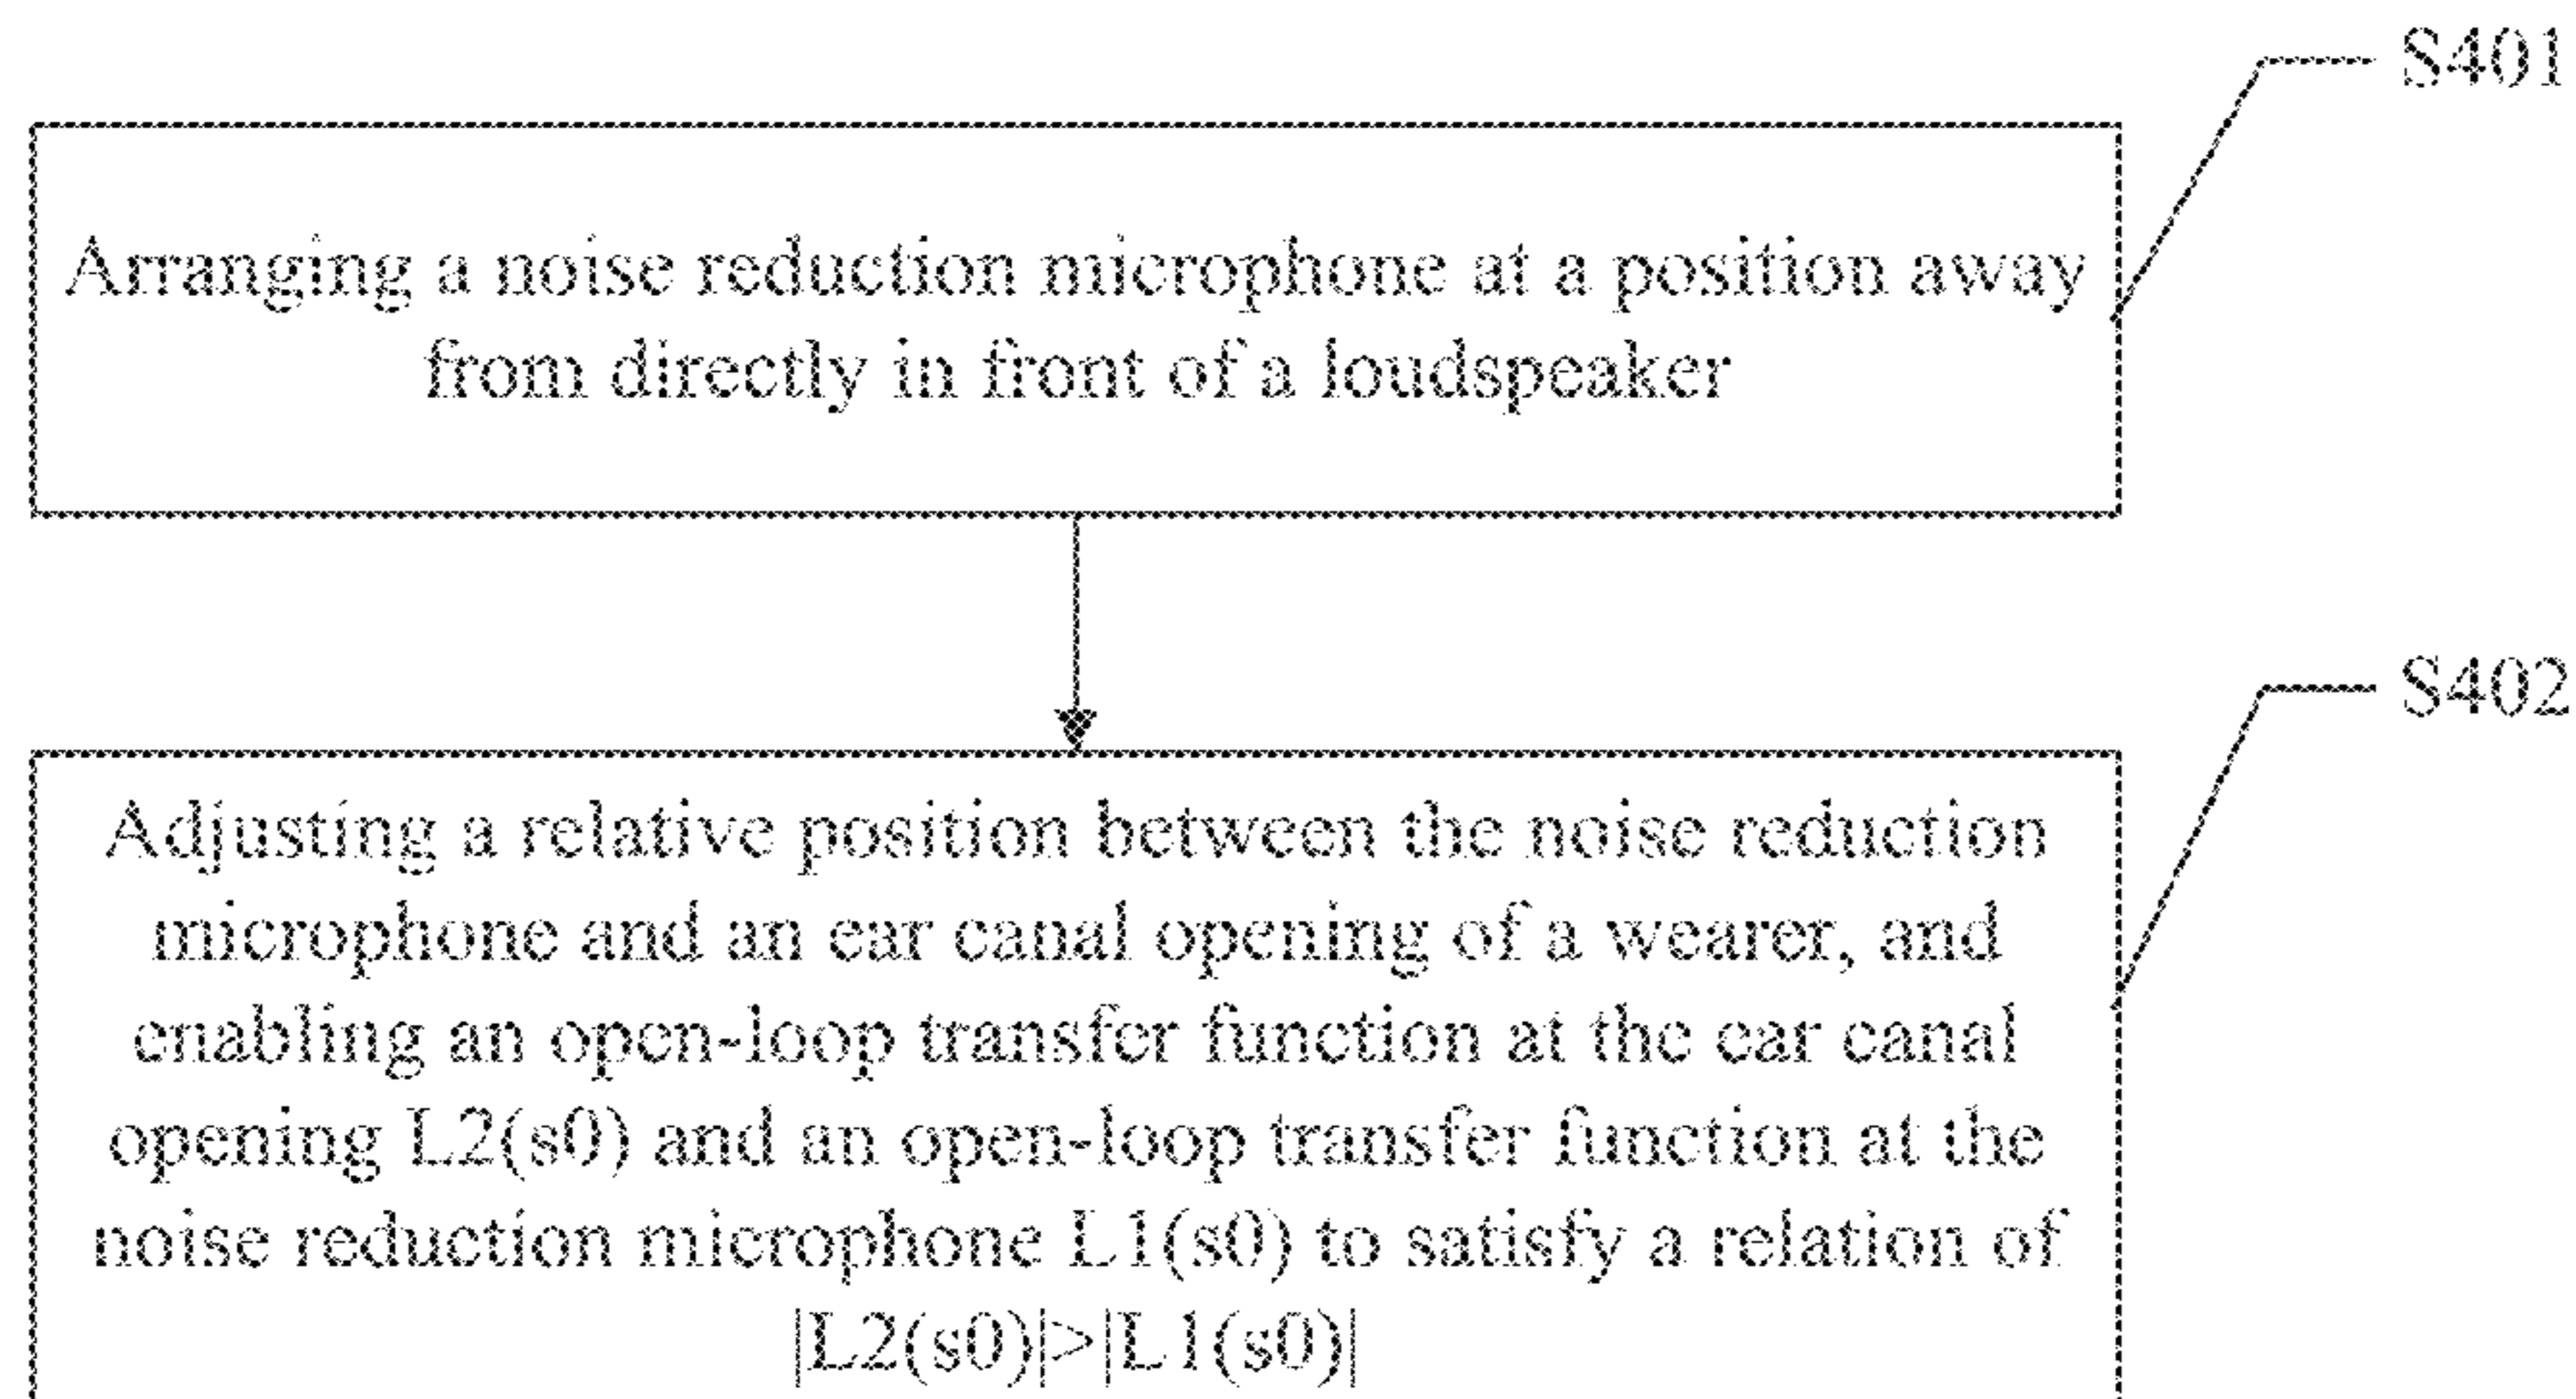 S401
Arranging a noise reduction microphone at a position away
from directly in front of a loudspeaker
S402
Adjusting a relative position between the noise reduction
microphone and an ear canal opening of a wearer, and
enabling an open-loop transfer function at the ear canal
opening L2(s0) and an open-loop transfer function at the
noise reduction microphone L1(s0) to satisfy a relation of
|L2(s0)|>|L1(s0)|